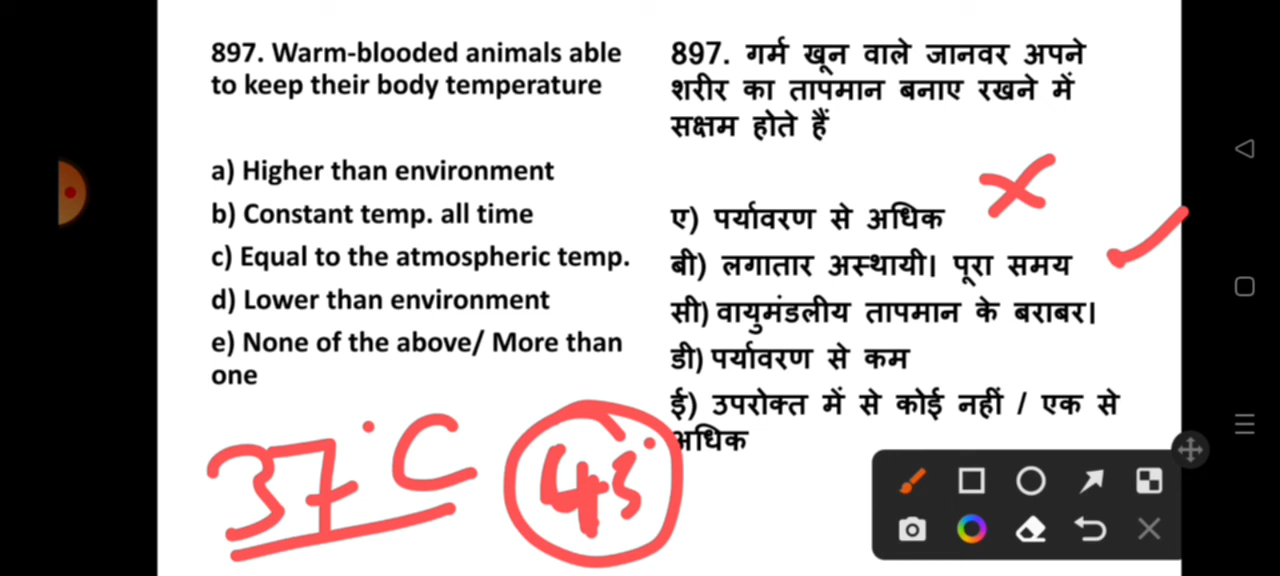 897. Warm-blooded animals able
to keep their body temperature
a) Higher than environment
b) Constant temp. all time
c) Equal to the atmospheric temp.
d) Lower than environment
e) None of the above/ More than
one
897. गर्म खून वाले जानवर अपने
शरीर का तापमान बनाए रखने में
सक्षम होते हैं
ए) पर्यावरण से अधिक
बी) लगातार अस्थायी। पूरा समय
सी) वायुमंडलीय तापमान के बराबर।
डी) पर्यावरण से कम
ई) उपरोक्त में से कोई नहीं / एक से
अधिक
37°C
45°